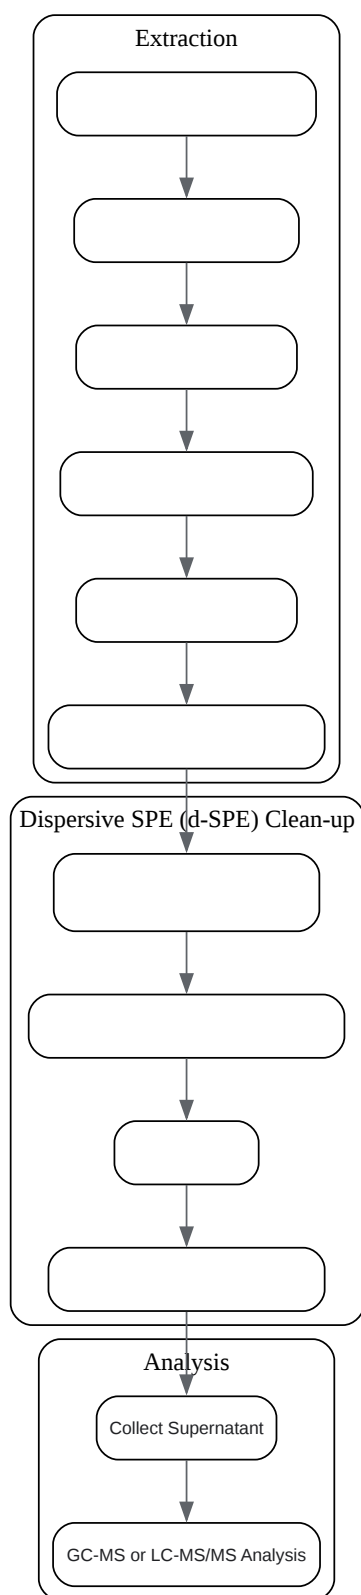 Extraction
Dispersive SPE (d-SPE) Clean-up
Analysis
Collect Supernatant
GC-MS or LC-MS/MS Analysis